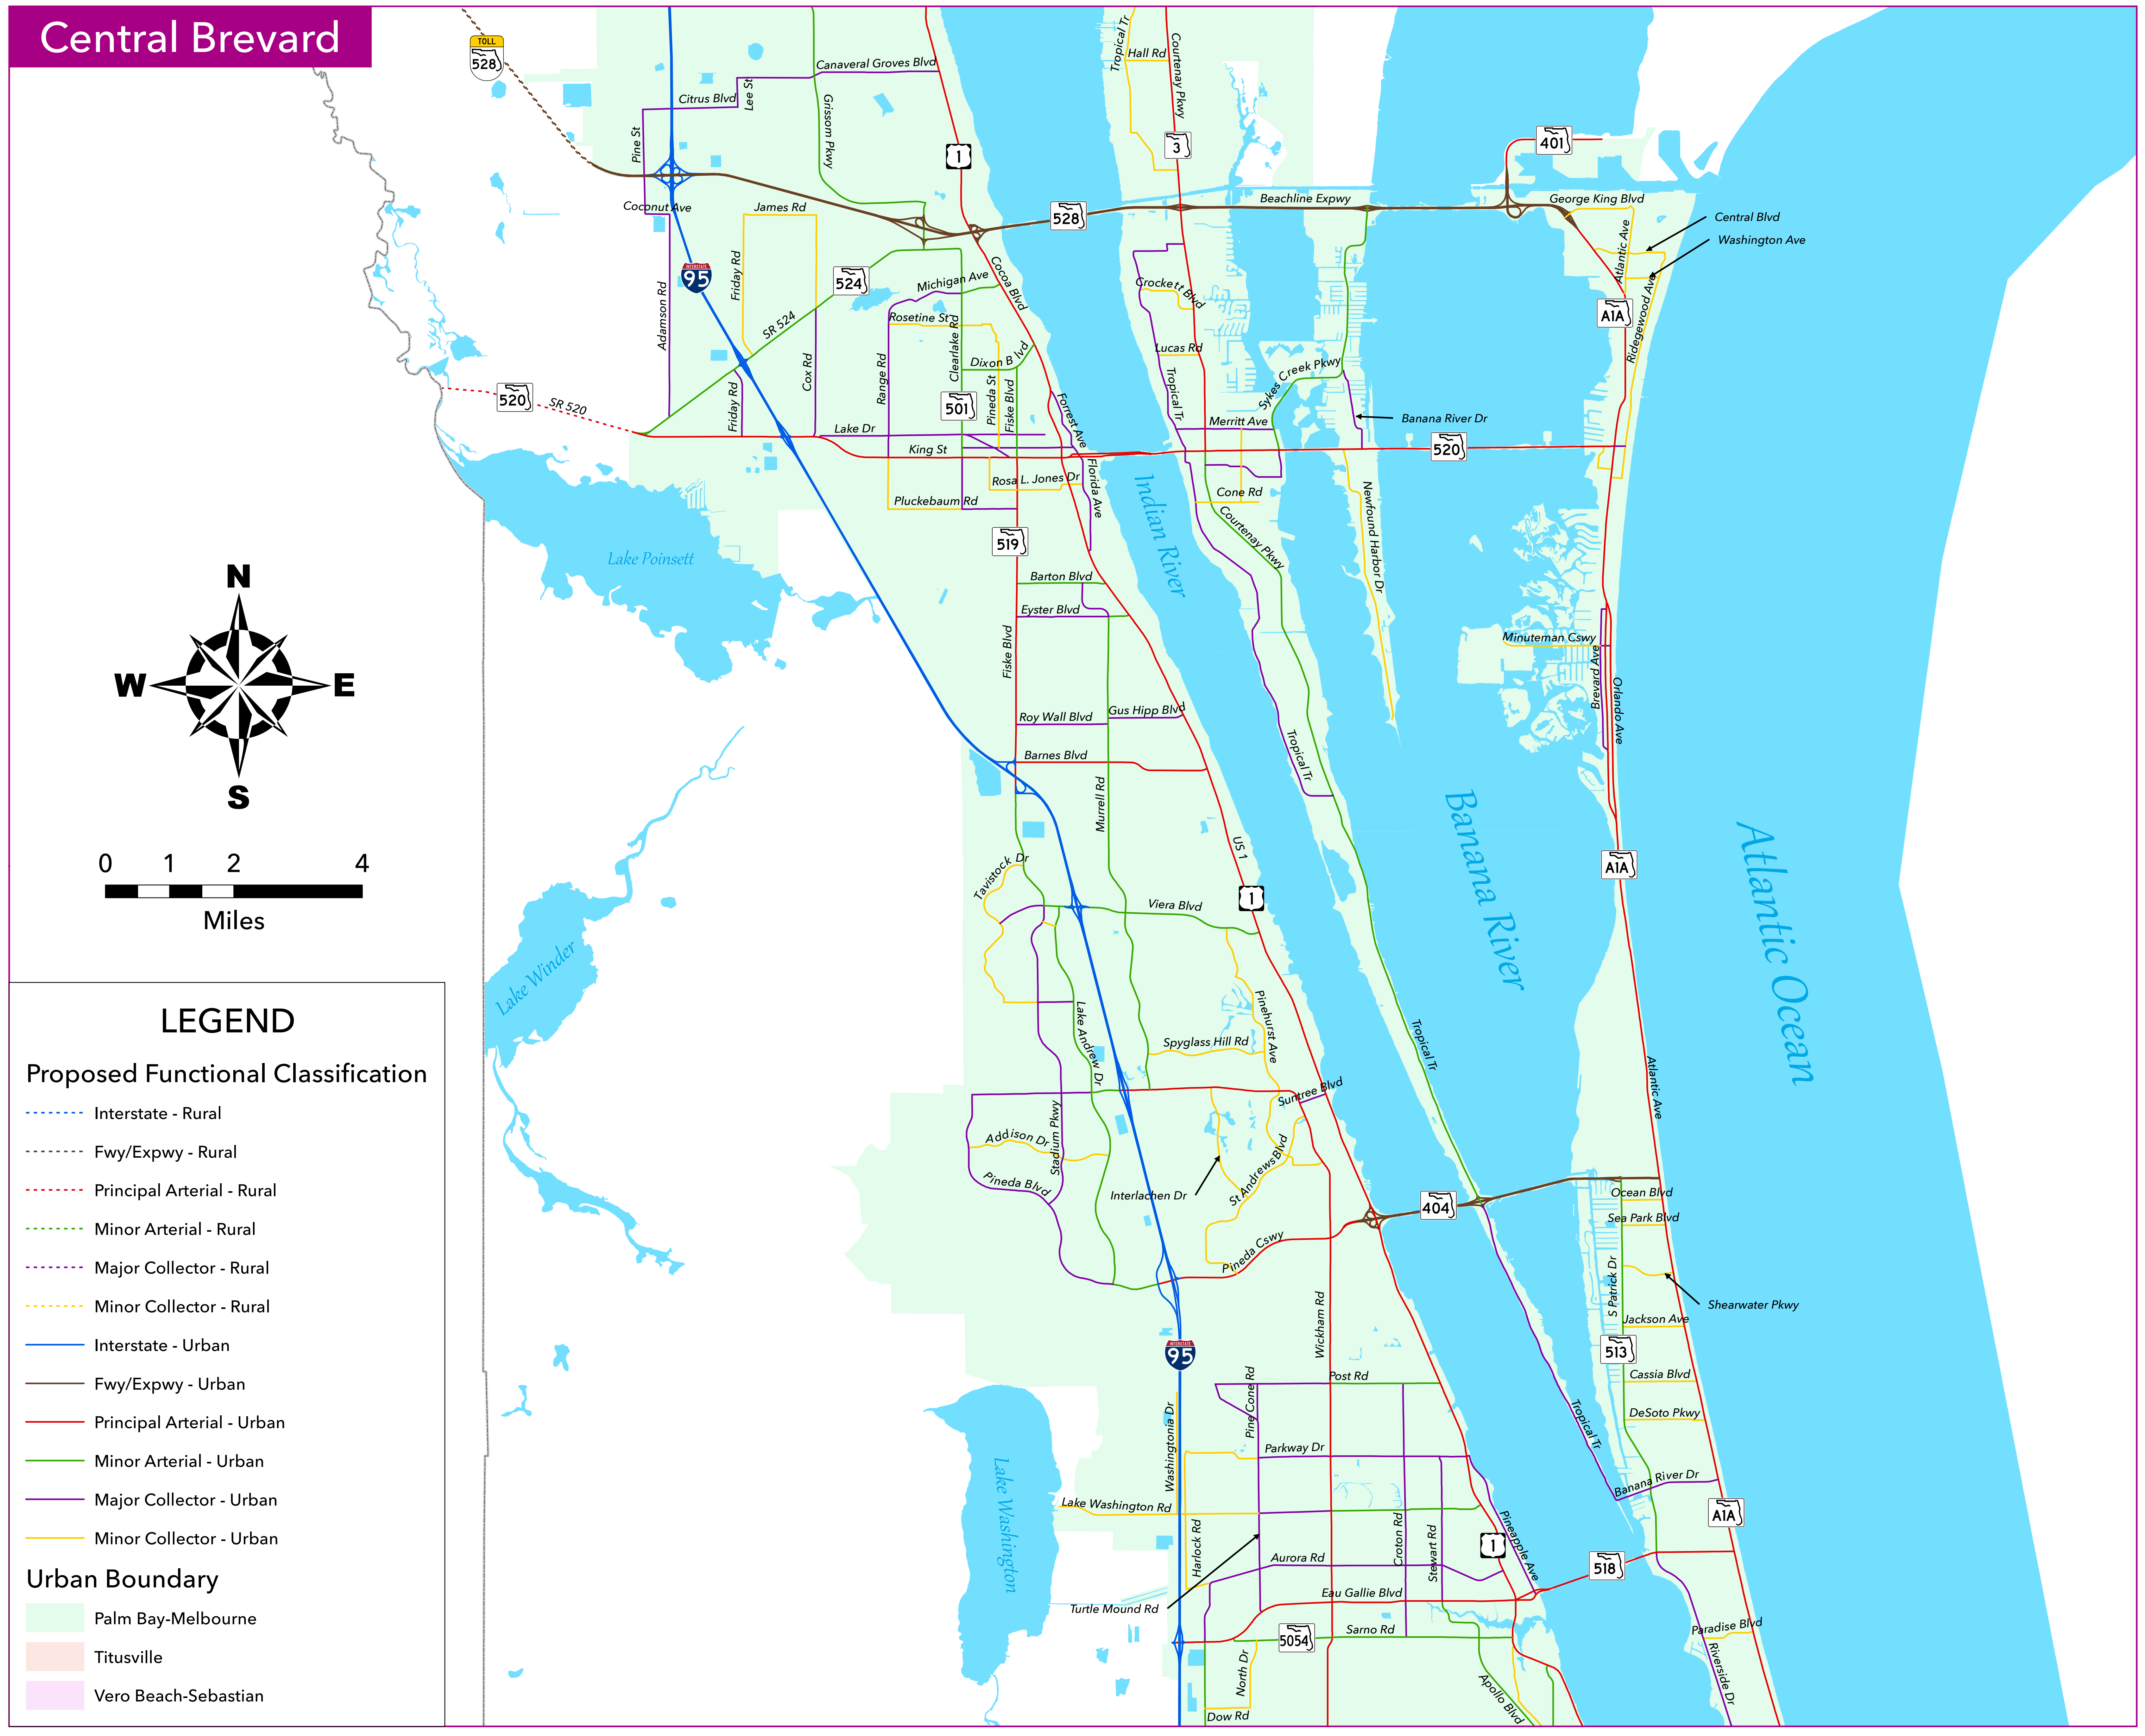 Central Brevard
TOLL
528
Tropical Tr
Hall Rd
Courtenay Pkwy
Canaveral Groves Blvd
Citrus Blvd
Lee St
Grissom Pkwy
Pine St
1
3
401
Coconut Ave
James Rd
528
Beachline Expwy
George King Blvd
Central Blvd
Washington Ave
Atlantic Ave
INTERSTATE
95
Friday Rd
524
Michigan Ave
Cocoa Blvd
Crockett Blvd
A1A
Ridegewood Ave
Adamson Rd
SR 524
Rosetine St
Clearlake Rd
Dixon Blvd
Lucas Rd
Cox Rd
Range Rd
Sykes Creek Pkwy
520
SR 520
Friday Rd
501
Pineda St
Fiske Blvd
Forrest Ave
Tropical Tr
Merritt Ave
Banana River Dr
520
Lake Dr
King St
Rosa L. Jones Dr
Florida Ave
Pluckebaum Rd
Cone Rd
Indian River
Courtenay Pkwy
Newfound Harbor Dr
519
Lake Poinsett
Barton Blvd
Eyster Blvd
Fiske Blvd
Minuteman Cswy
Brevard Ave
Orlando Ave
N
W
E
S
Roy Wall Blvd
Gus Hipp Blvd
Barnes Blvd
Tropical Tr
Murrell Rd
US 1
Banana River
Atlantic Ocean
0
1
2
4
Miles
Tavistock Dr
A1A
1
Viera Blvd
Lake Winder
Lake Andrew Dr
Pinehurst Ave
Spyglass Hill Rd
Tropical Tr
Atlantic Ave
Suntree Blvd
Stadium Pkwy
Addison Dr
Pineda Blvd
Interlachen Dr
St Andrews Blvd
404
Ocean Blvd
Sea Park Blvd
Pineda Cswy
S Patrick Dr
Shearwater Pkwy
Jackson Ave
Wickham Rd
INTERSTATE
95
513
Post Rd
Pine Cone Rd
Cassia Blvd
DeSoto Pkwy
Washingtonia Dr
Parkway Dr
Tropical Tr
Banana River Dr
Lake Washington
Lake Washington Rd
A1A
Harlock Rd
Croton Rd
Stewart Rd
1
Pineapple Ave
Aurora Rd
518
Turtle Mound Rd
Eau Gallie Blvd
5054
Sarno Rd
Paradise Blvd
North Dr
Riverside Dr
Apollo Blvd
Dow Rd
LEGEND
Proposed Functional Classification
Interstate - Rural
Fwy/Expwy - Rural
Principal Arterial - Rural
Minor Arterial - Rural
Major Collector - Rural
Minor Collector - Rural
Interstate - Urban
Fwy/Expwy - Urban
Principal Arterial - Urban
Minor Arterial - Urban
Major Collector - Urban
Minor Collector - Urban
Urban Boundary
Palm Bay-Melbourne
Titusville
Vero Beach-Sebastian